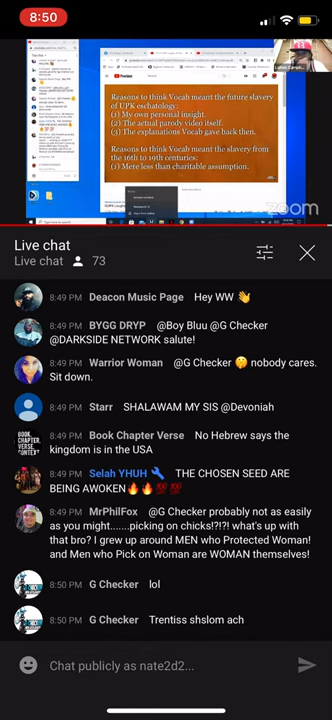 8:50
Reasons to think Vocab meant the future slavery
of UPK eschatology:
(1) My own personal insight.
(2) The actual parody video itself.
(3) The explanations Vocab gave back then.
Reasons to think Vocab meant the slavery from
the 16th to 19th centuries:
(1) Mere less than charitable assumption.
zoom
Live chat
Live chat 73
8:49 PM Deacon Music Page Hey WW 👋
8:49 PM BYGG DRYP @Boy Bluu @G Checker
@DARKSIDE NETWORK salute!
8:49 PM Warrior Woman @G Checker 🤫 nobody cares.
Sit down.
8:49 PM Starr SHALAWAM MY SIS @Devoniah
BOOK,
CHAPTER,
VERSE,
CONTEXT
8:49 PM Book Chapter Verse No Hebrew says the
kingdom is in the USA
8:49 PM Selah YHUH 🔧 THE CHOSEN SEED ARE
BEING AWOKEN🔥🔥💯💯
8:49 PM MrPhilFox @G Checker probably not as easily
as you might.......picking on chicks!?!?! what's up with
that bro? I grew up around MEN who Protected Woman!
and Men who Pick on Woman are WOMAN themselves!
8:50 PM G Checker lol
8:50 PM G Checker Trentiss shslom ach
Chat publicly as nate2d2...